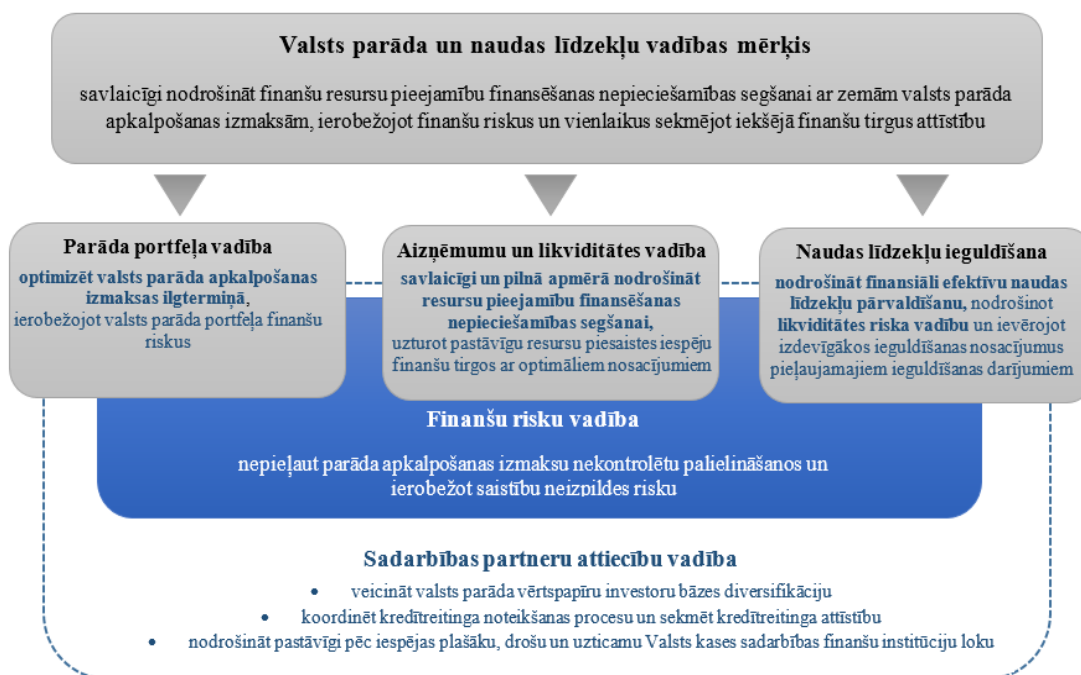 Valsts parāda un naudas līdzekļu vadības mērķis
savlaicīgi nodrošināt finanšu resursu pieejamību finansēšanas nepieciešamības segšanai ar zemām valsts parāda
apkalpošanas izmaksām, ierobežojot finanšu riskus un vienlaikus sekmējot iekšējā finanšu tirgus attīstību
Parāda portfeļa vadība
optimizēt valsts parāda apkalpošanas
izmaksas ilgtermiņā,
ierobežojot valsts parāda portfeļa finanšu
riskus
Aizņēmumu un likviditātes vadība
savlaicīgi un pilnā apmērā nodrošināt
resursu pieejamību finansēšanas
nepieciešamības segšanai,
uzturot pastāvīgu resursu piesaistes iespēju
finanšu tirgos ar optimāliem nosacījumiem
Naudas līdzekļu ieguldīšana
nodrošināt finansiāli efektīvu naudas
līdzekļu pārvaldīšanu, nodrošinot
likviditātes riska vadību un ievērojot
izdevīgākos ieguldīšanas nosacījumus
pieļaujamajiem ieguldīšanas darījumiem
Finanšu risku vadība
nepieļaut parāda apkalpošanas izmaksu nekontrolētu palielināšanos un
ierobežot saistību neizpildes risku
Sadarbības partneru attiecību vadība
• veicināt valsts parāda vērtspapīru investoru bāzes diversifikāciju
• koordinēt kredītreitinga noteikšanas procesu un sekmēt kredītreitinga attīstību
• nodrošināt pastāvīgi pēc iespējas plašāku, drošu un uzticamu Valsts kases sadarbības finanšu institūciju loku